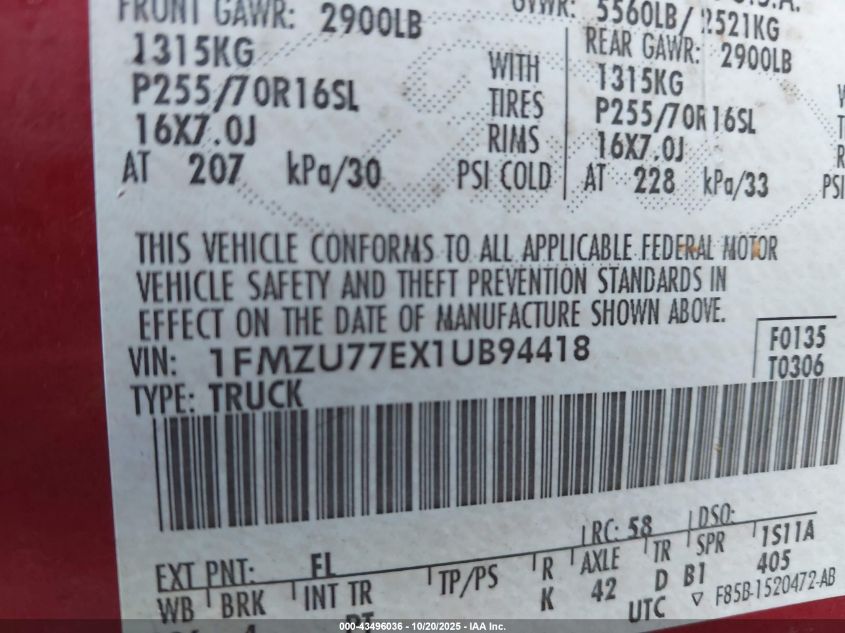 U.S.A.
FRONT GAWR: 2900LB GVWR: 5560LB/ 2521KG
1315KG WITH REAR GAWR: 2900LB
P255/70R16SL TIRES 1315KG
16X7.0J RIMS P255/70R16SL
AT 207 kPa/30 PSI COLD 16X7.0J
AT 228 kPa/33 PSI
THIS VEHICLE CONFORMS TO ALL APPLICABLE FEDERAL MOTOR
VEHICLE SAFETY AND THEFT PREVENTION STANDARDS IN
EFFECT ON THE DATE OF MANUFACTURE SHOWN ABOVE.
VIN: 1FMZU77EX1UB94418 F0135
TYPE: TRUCK T0306
EXT PNT: FL RC: 58 DSO:
WB BRK INT TR TP/PS R AXLE TR SPR 1S11A
K 42 D B1 405
UTC ▽ F85B-1520472-AB
000-43496036 - 10/20/2025 - IAA Inc.